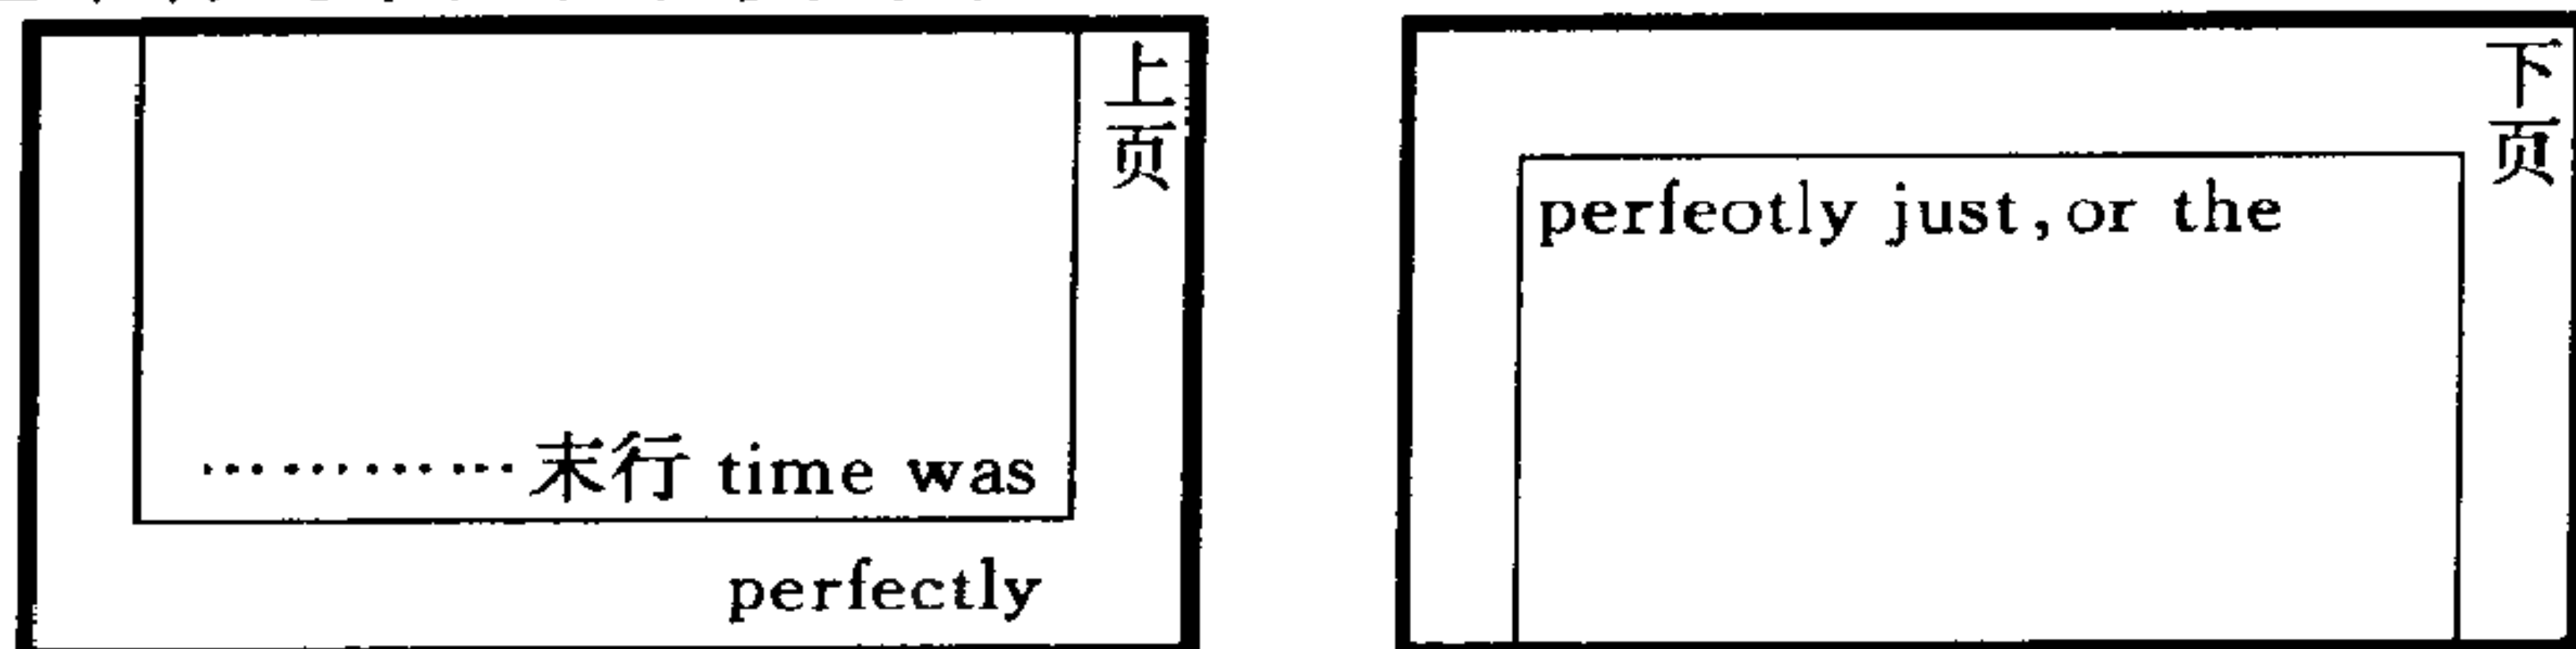 上页
…………末行 time was
perfectly
下页
perfeotly just,or the